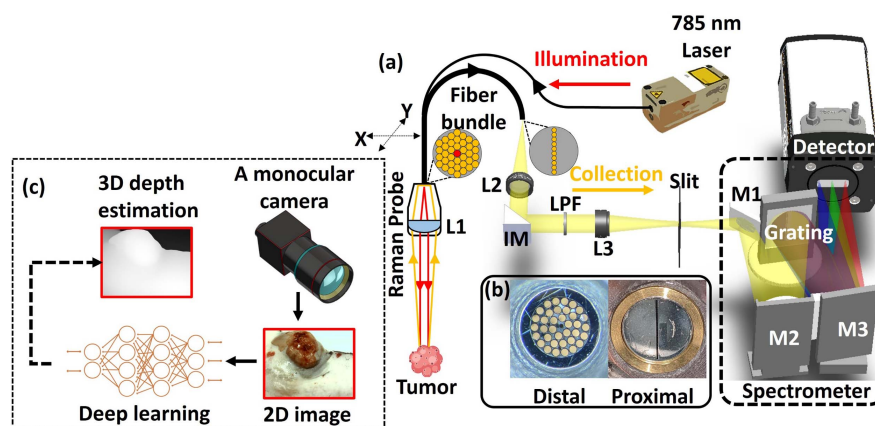 785 nm
Laser
(a)
Illumination
Y
X
Fiber
bundle
Detector
(c)
3D depth
estimation
A monocular
camera
Raman Probe
L1
L2
Collection
Slit
M1
LPF
IM
L3
Grating
(b)
M2
M3
Tumor
Distal
Proximal
Spectrometer
Deep learning
2D image